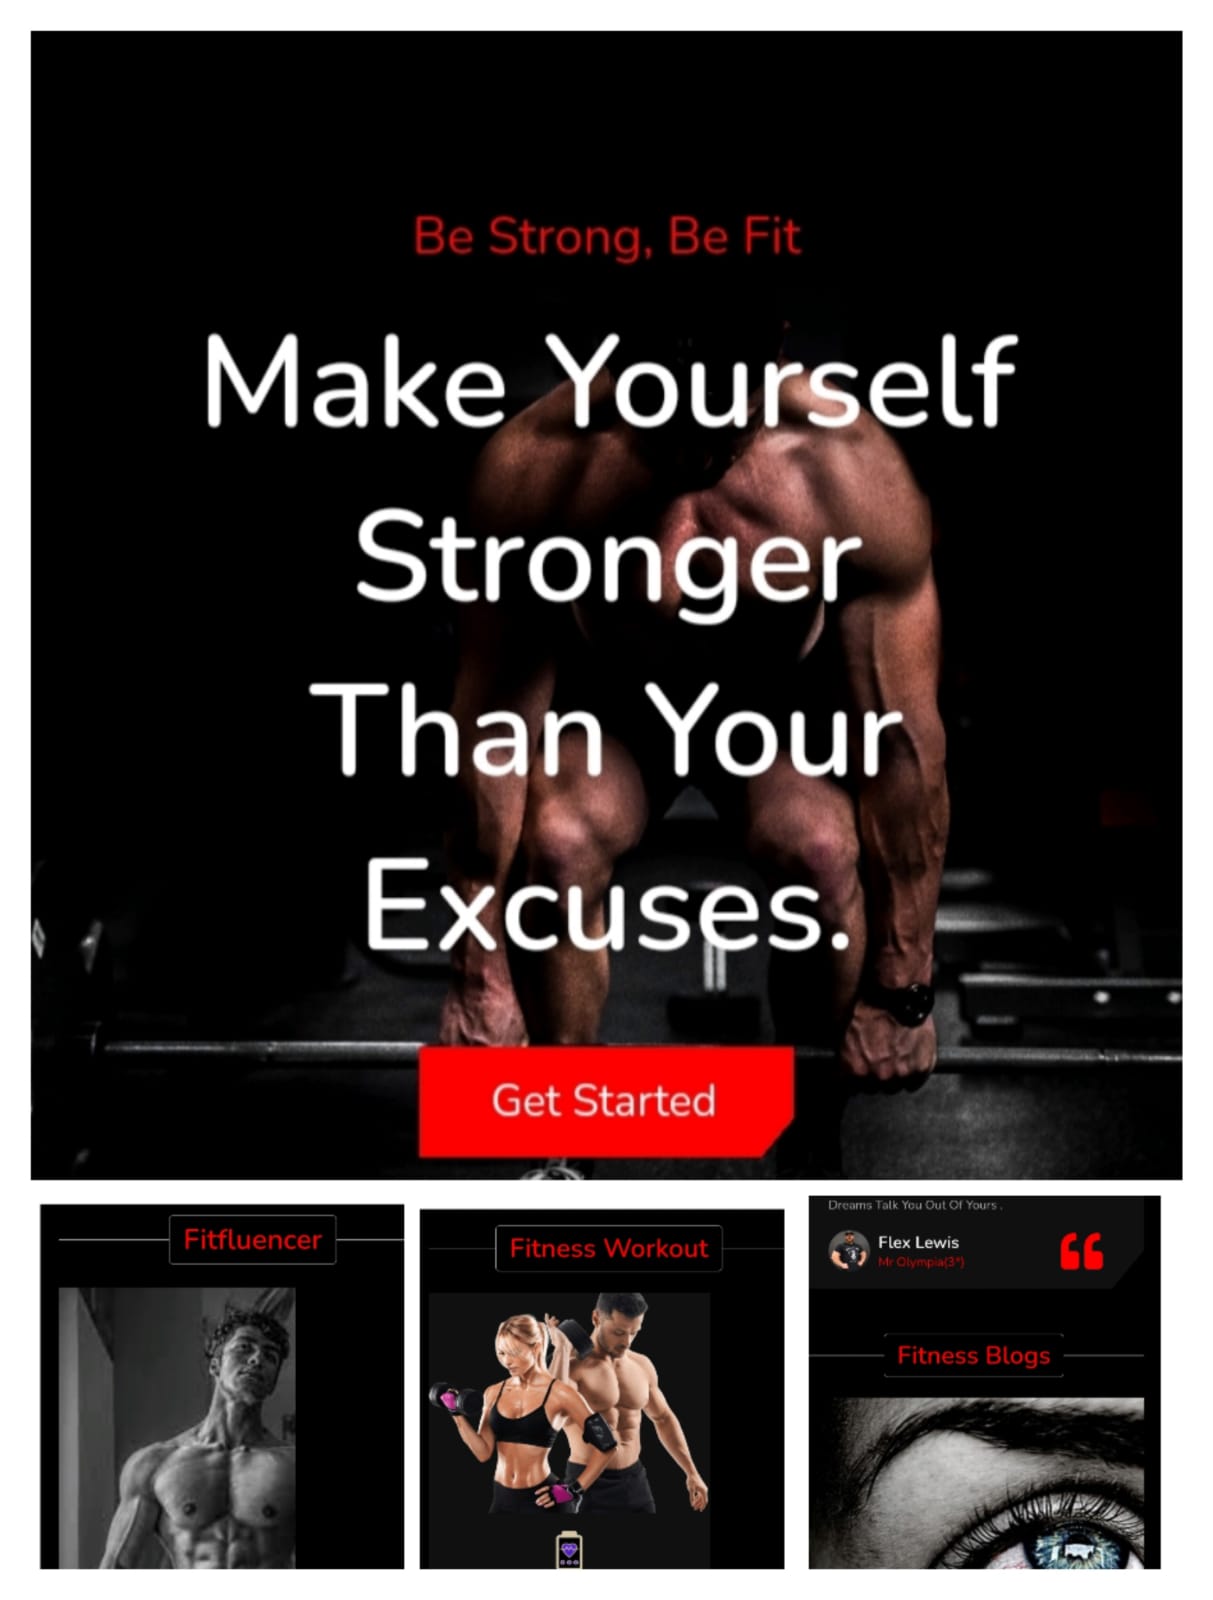 Be Strong, Be Fit
Make Yourself
Stronger
Than Your
Excuses.
Get Started
Fitfluencer
Fitness Workout
Dreams Talk You Out Of Yours .
Flex Lewis
Mr Olympia(3*)
Fitness Blogs